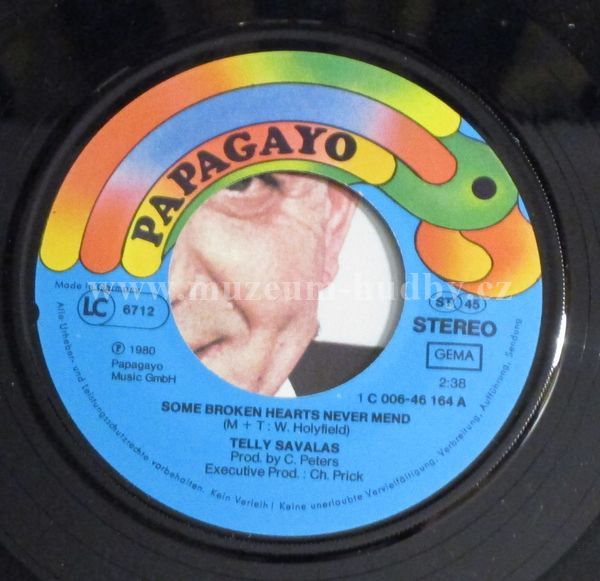 PAPAGAYO
www.muzeum-hudby.cz
Made in Germany
LC 6712
ST 45
STEREO
GEMA
℗ 1980
Papagayo
Music GmbH
2:38
1 C 006-46 164 A
SOME BROKEN HEARTS NEVER MEND
(M + T : W. Holyfield)
TELLY SAVALAS
Prod. by C. Peters
Executive Prod. : Ch. Prick
Alle Urheber- und Leistungsschutzrechte vorbehalten. Kein Verleih! Keine unerlaubte Vervielfältigung, Vermietung, Aufführung, Sendung